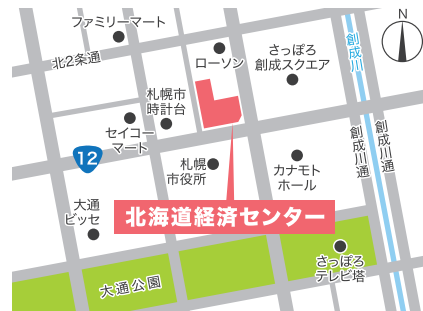 ファミリーマート
N
北2条通
ローソン
さっぽろ
創成スクエア
創成川
札幌市
時計台
セイコー
マート
創成川通
創成川通
12
札幌
市役所
カナモト
ホール
大通
ビッセ
北海道経済センター
さっぽろ
テレビ塔
大通公園